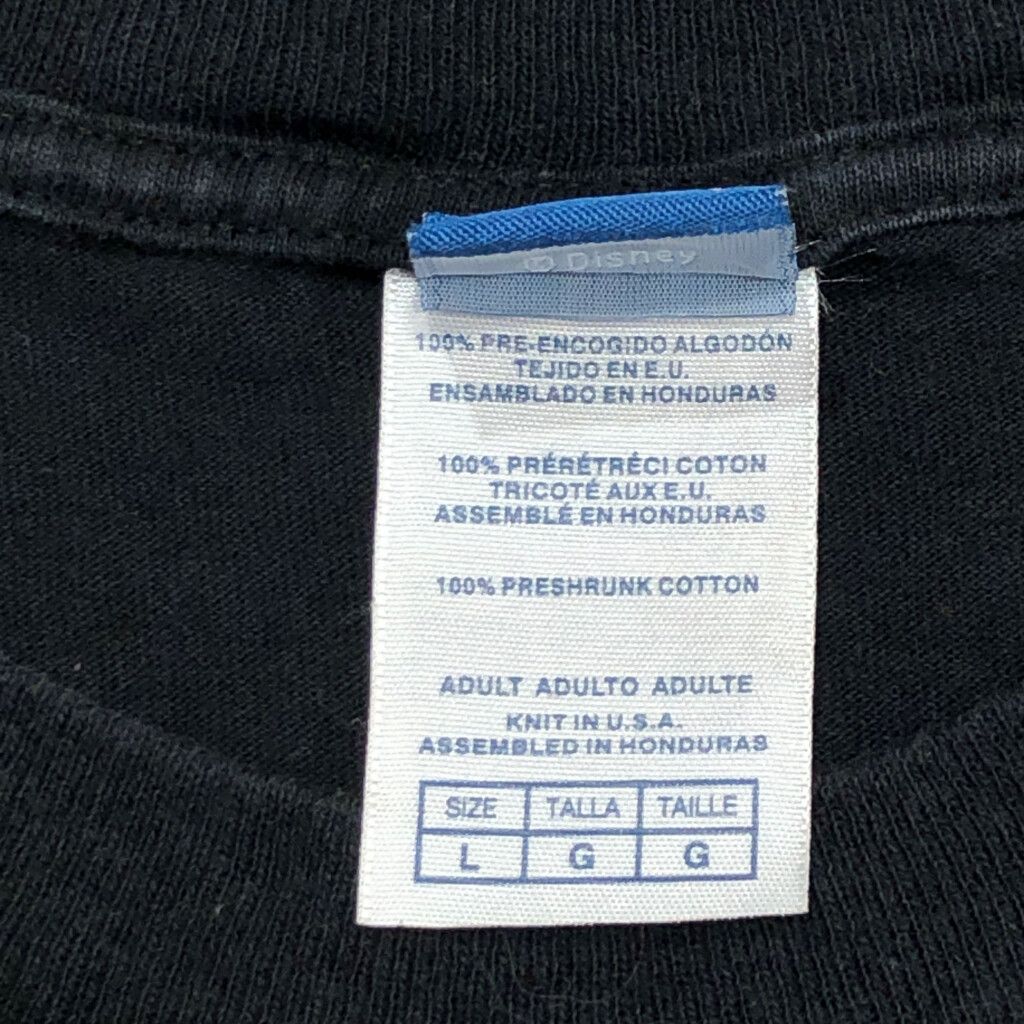 © Disney
100% PRE-ENCOGIDO ALGODÓN
TEJIDO EN E.U.
ENSAMBLADO EN HONDURAS
100% PRÉRÉTRÉCI COTON
TRICOTÉ AUX E.U.
ASSEMBLÉ EN HONDURAS
100% PRESHRUNK COTTON
ADULT ADULTO ADULTE
KNIT IN U.S.A.
ASSEMBLED IN HONDURAS
SIZE TALLA TAILLE
L G G